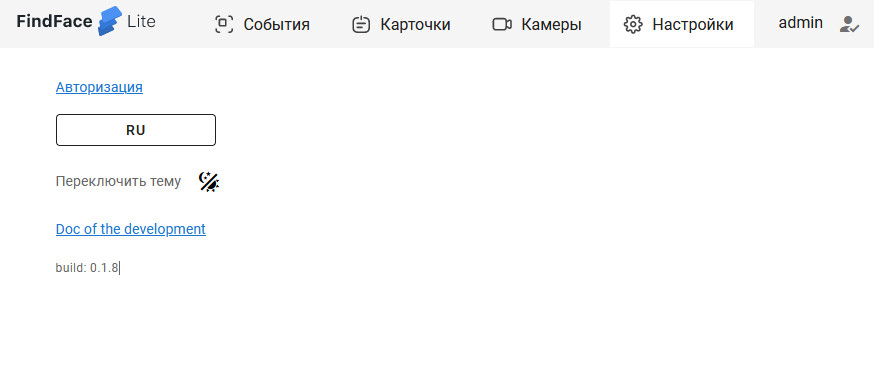 FindFace Lite События Карточки Камеры Настройки admin
Авторизация
RU
Переключить тему
Doc of the development
build: 0.1.8